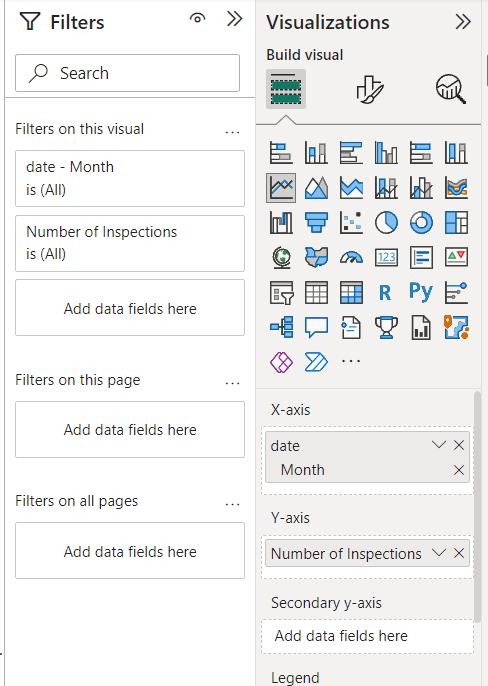 Filters
Search
Filters on this visual
...
date - Month
is (All)
Number of Inspections
is (All)
Add data fields here
Filters on this page
...
Add data fields here
Filters on all pages
...
Add data fields here
Visualizations
Build visual
123
R
Py
...
X-axis
date
Month
Y-axis
Number of Inspections
Secondary y-axis
Add data fields here
Legend